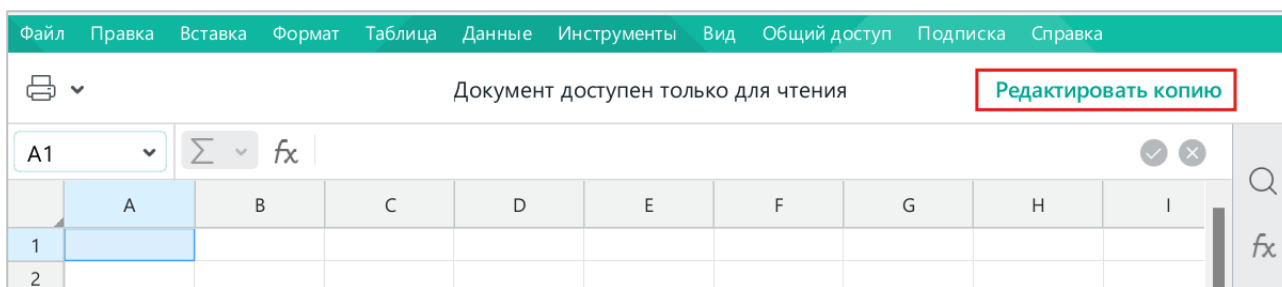 Файл Правка Вставка Формат Таблица Данные Инструменты Вид Общий доступ Подписка Справка
Документ доступен только для чтения Редактировать копию
A1 Σ fx
A B C D E F G H I
1 fx
2